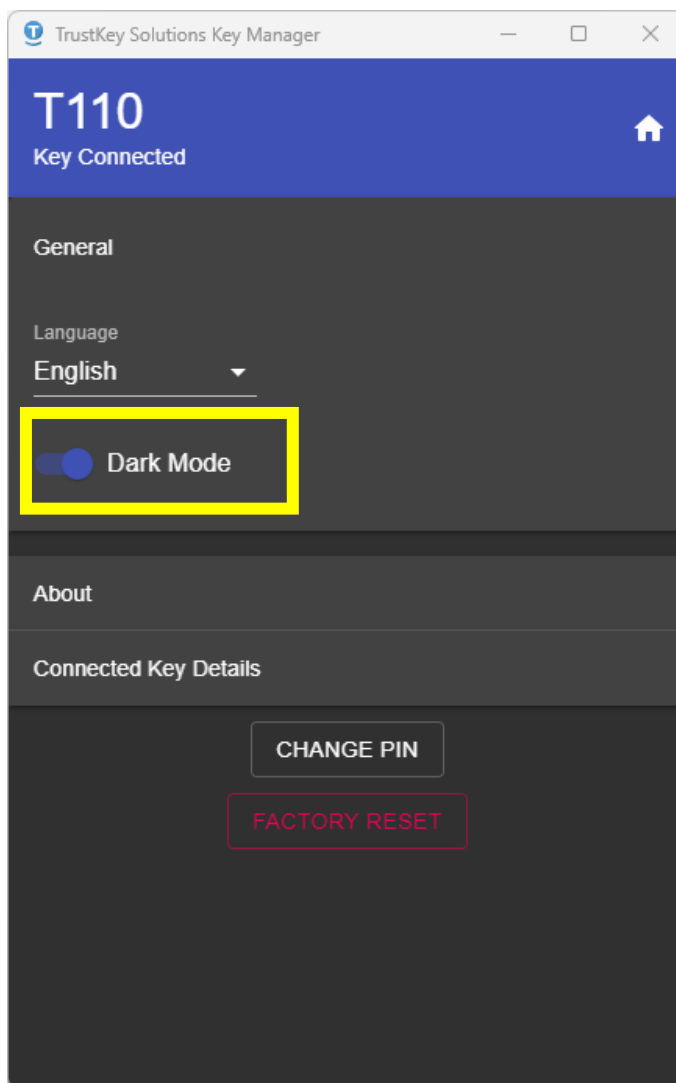 TrustKey Solutions Key Manager
T110
Key Connected
General
Language
English
Dark Mode
About
Connected Key Details
CHANGE PIN
FACTORY RESET